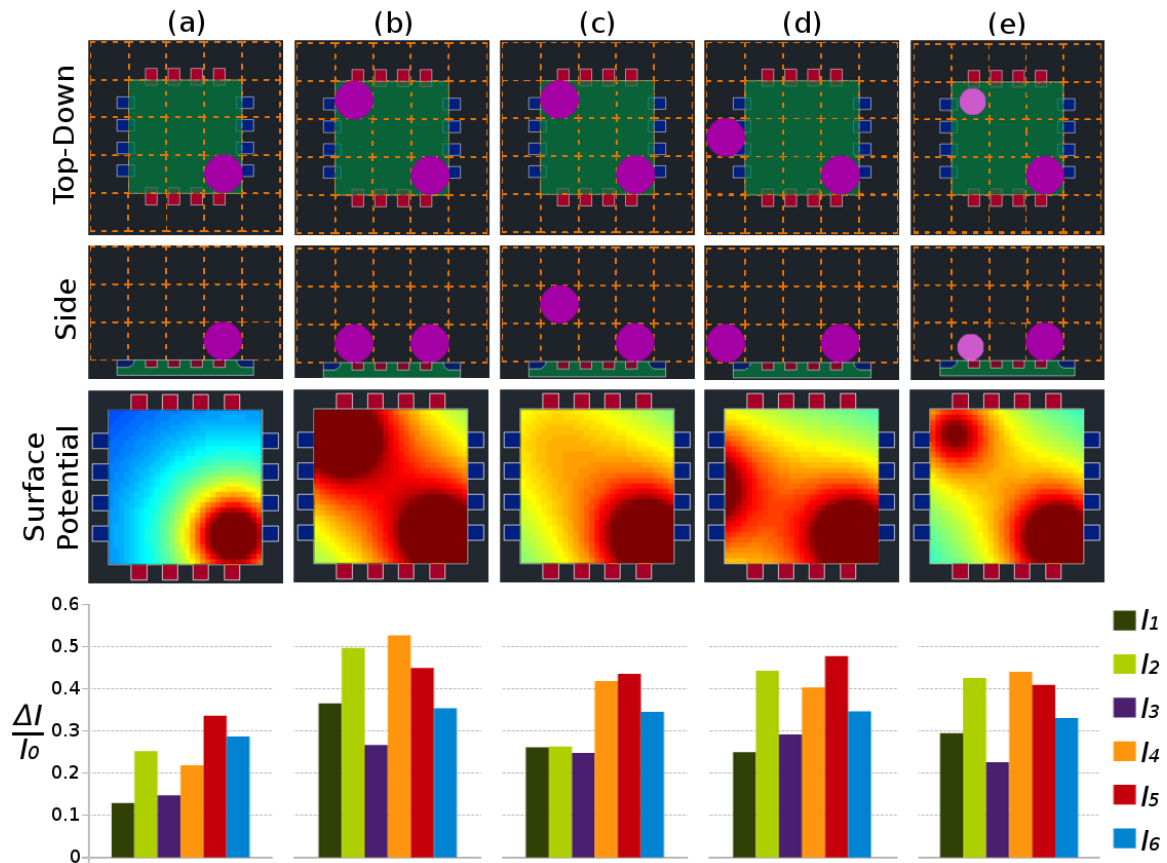 (a) (b) (c) (d) (e)
Top-Down
Side
Surface
Potential
0.6
0.5
0.4
0.3
0.2
0.1
0
ΔI
I₀
I₁
I₂
I₃
I₄
I₅
I₆